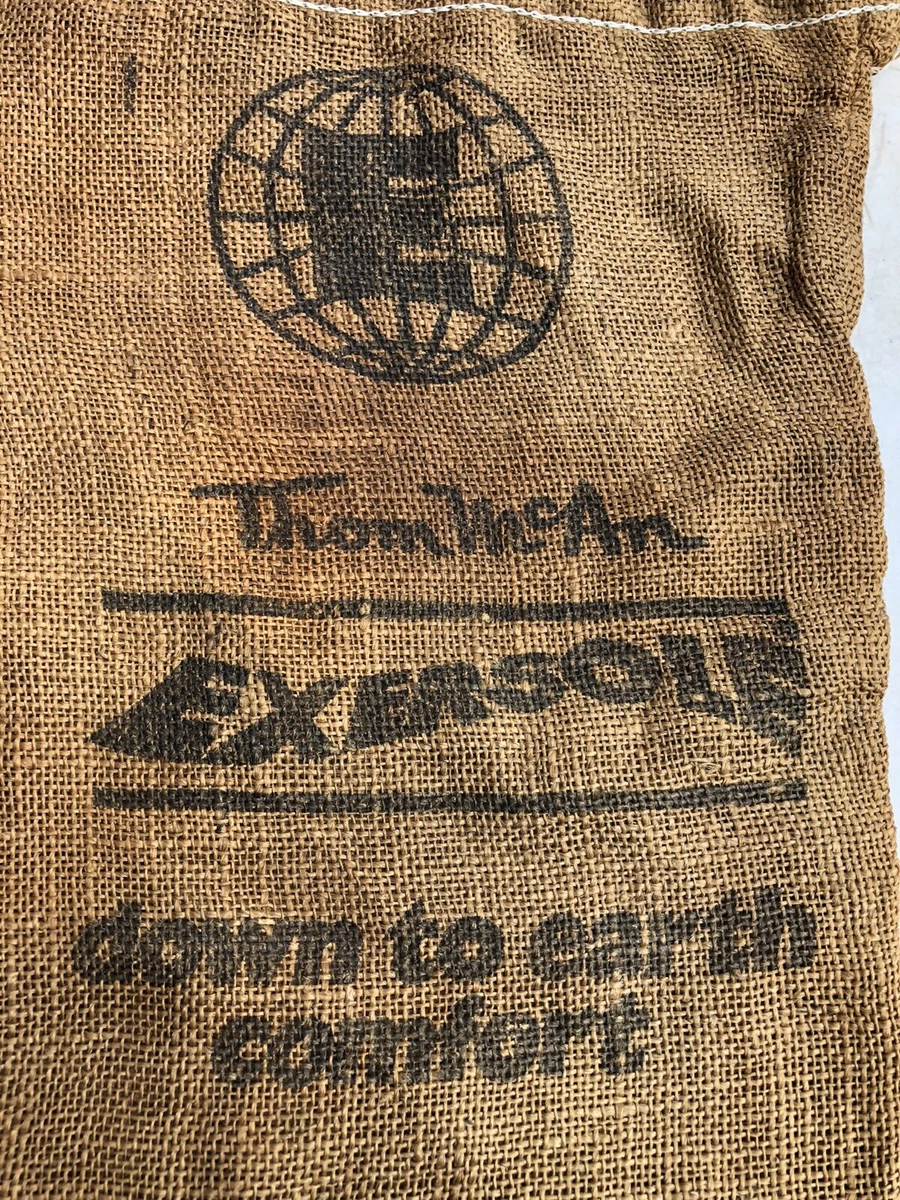 E
Thom McAn
EXERSOLE
down to earth
comfort